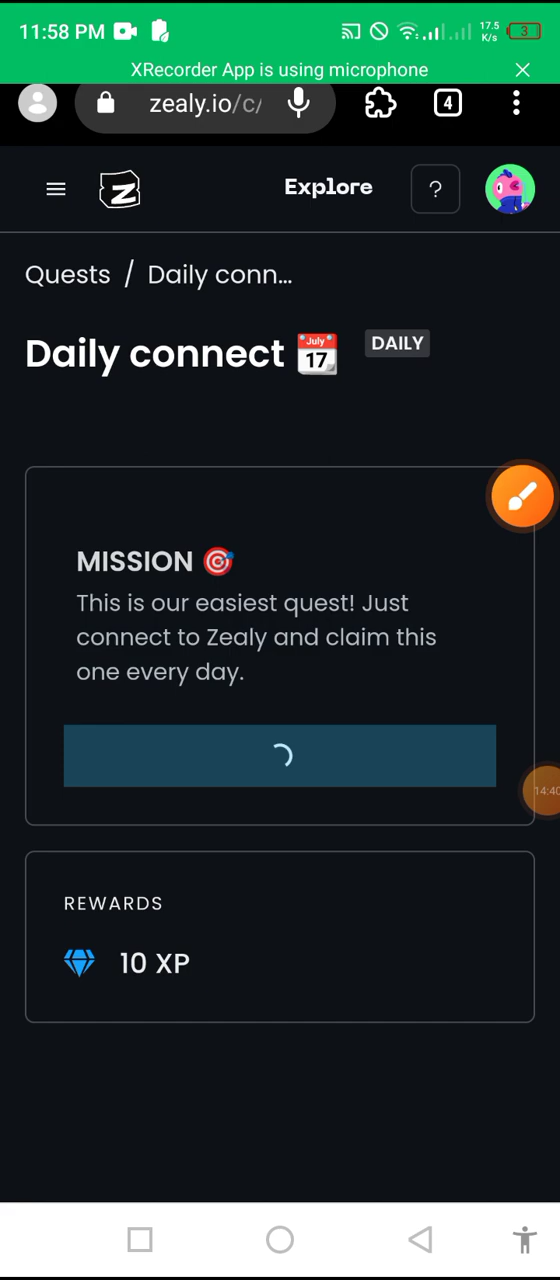 11:58 PM 17.5 K/s 3
XRecorder App is using microphone
zealy.io/c/ 4
Explore ?
Quests / Daily conn...
Daily connect July 17 DAILY
MISSION
This is our easiest quest! Just
connect to Zealy and claim this
one every day.
14:40
REWARDS
10 XP